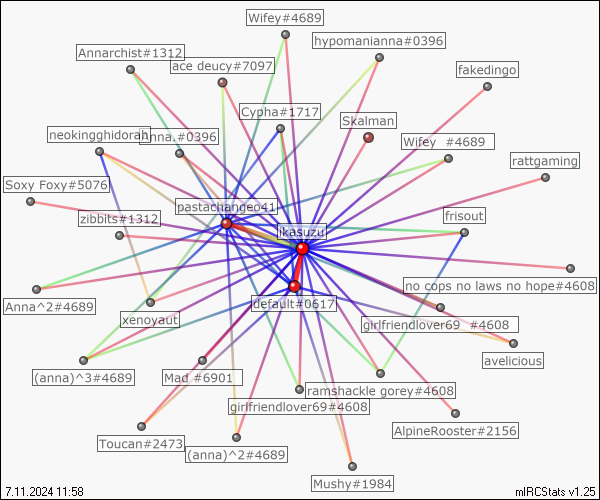 Wifey#4689
hypomanianna#0396
Annarchist#1312
ace deucy#7097
fakedingo
Cypha#1717
Skalman
neokingghidorah
anna.#0396
Wifey #4689
rattgaming
Soxy Foxy#5076
pastachange041
zibbits#1312
frisout
ikasuzu
no cops no laws no hope#4608
default#0617
Anna^2#4689
xenoyaut
girlfriendlover69 #4608
avelicious
(anna)^3#4689
Mad #6901
ramshackle gorey#4608
girlfriendlover69#4608
AlpineRooster#2156
Toucan#2473
(anna)^2#4689
Mushy#1984
7.11.2024 11:58
mIRCStats v1.25